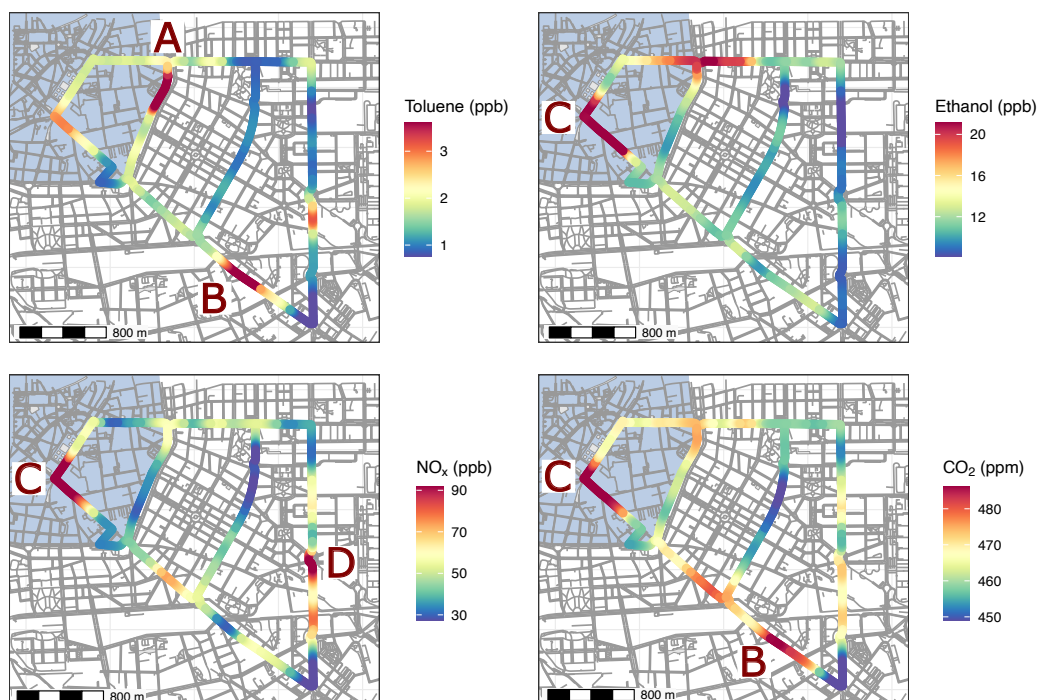 A
Toluene (ppb)
3
2
1
B
800 m
C
Ethanol (ppb)
20
16
12
800 m
C
NOx (ppb)
90
70
50
30
D
800 m
C
CO2 (ppm)
480
470
460
450
B
800 m